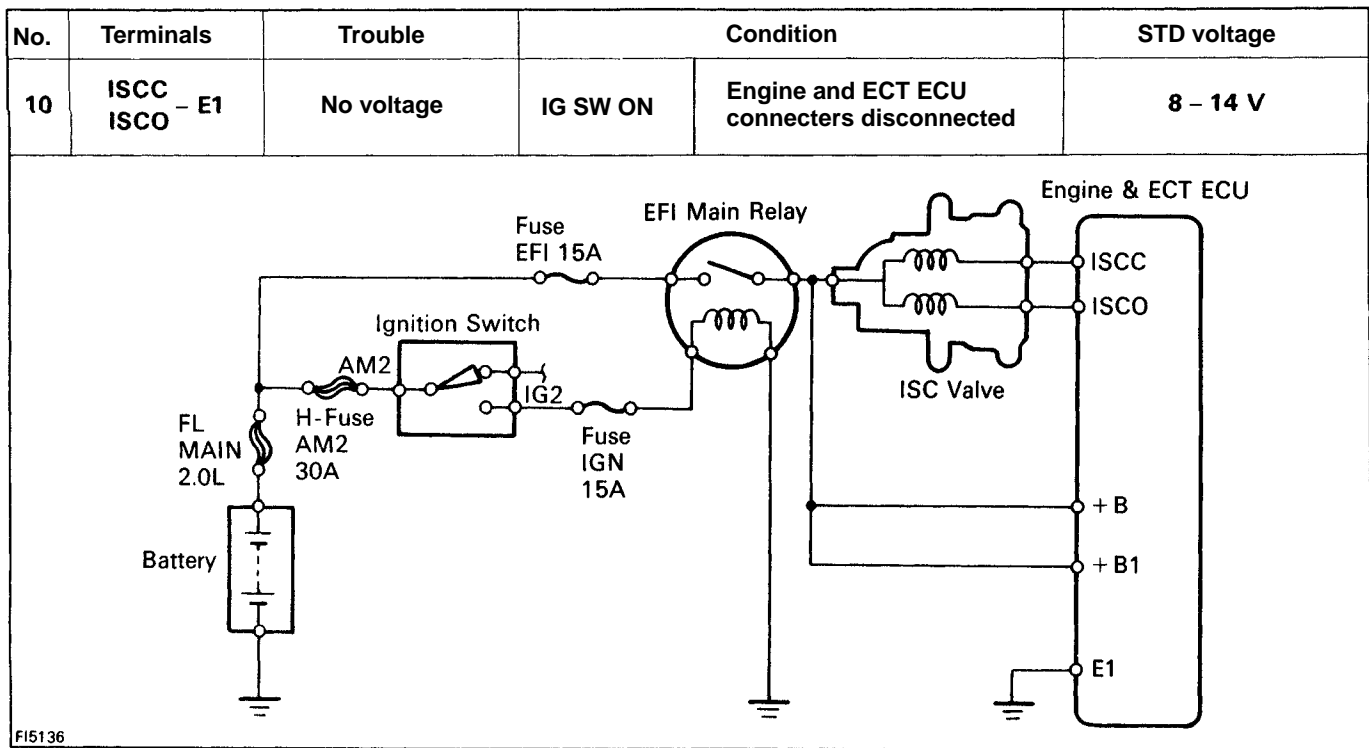 No. Terminals Trouble Condition STD voltage
10 ISCC
ISCO – E1 No voltage IG SW ON Engine and ECT ECU
connecters disconnected 8 – 14 V
Engine & ECT ECU
EFI Main Relay
Fuse
EFI 15A
ISCC
ISCO
Ignition Switch
AM2
IG2
ISC Valve
FL
MAIN
2.0L
H-Fuse
AM2
30A
Fuse
IGN
15A
Battery
+ B
+ B1
E1
FI5136